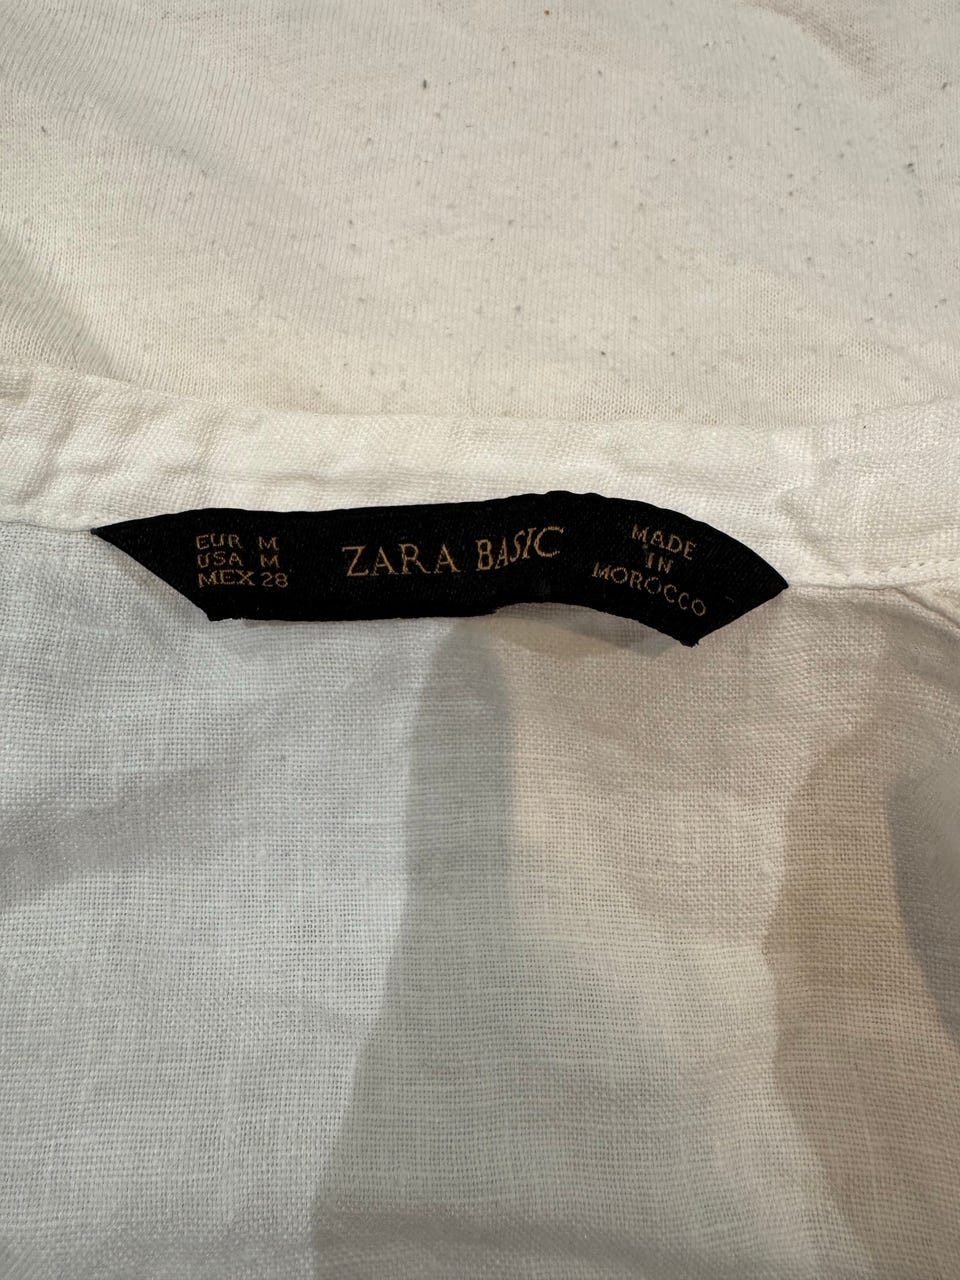 EUR M
USA M
MEX 28
ZARA BASIC
MADE
IN
MOROCCO